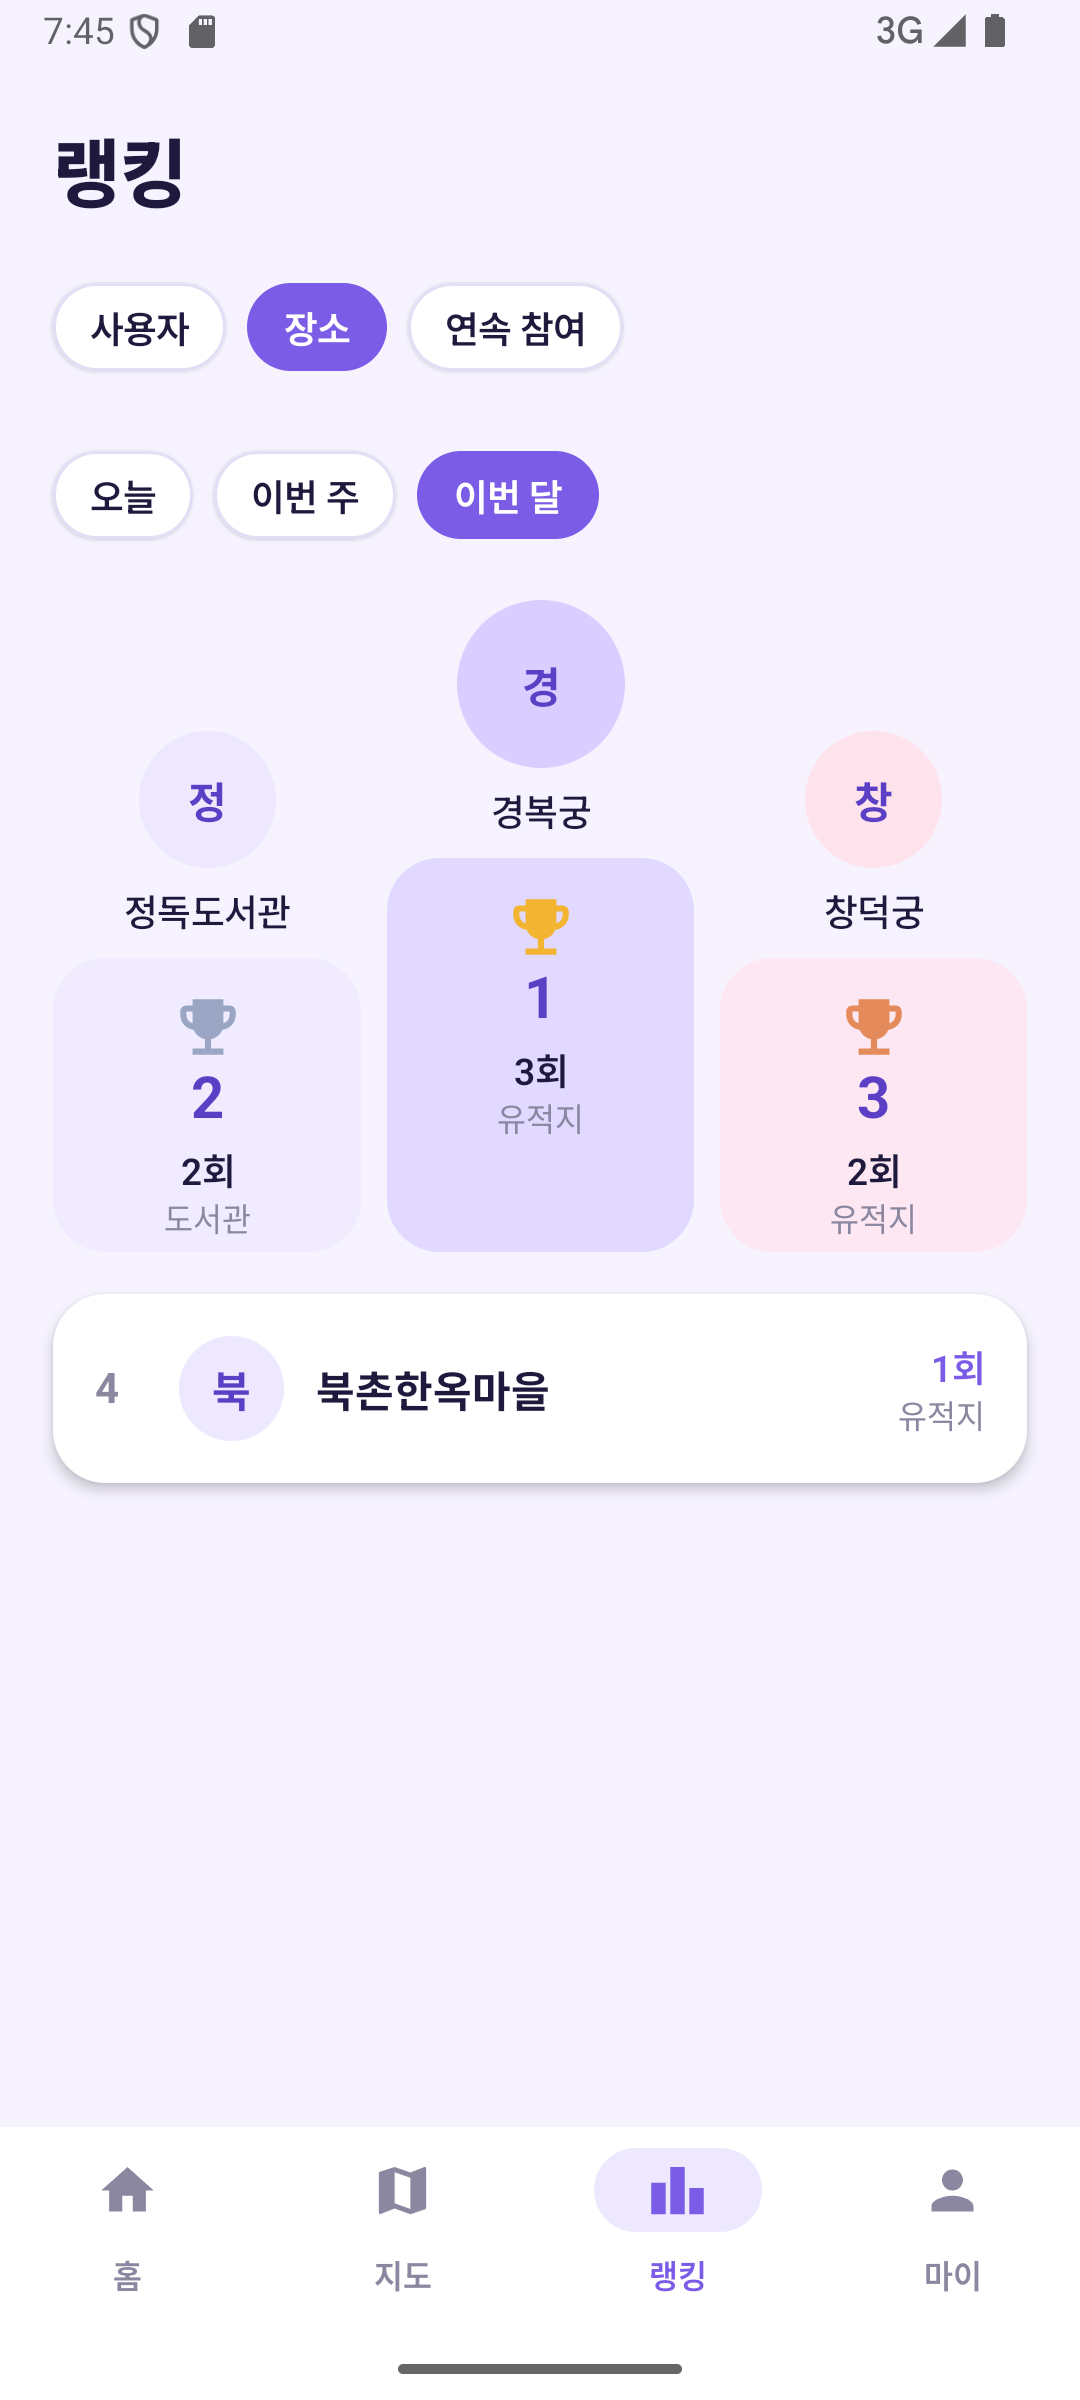 7:45 3G
랭킹
사용자 장소 연속 참여
오늘 이번 주 이번 달
경
경복궁
정
정독도서관
창
창덕궁
1
3회
유적지
2
2회
도서관
3
2회
유적지
4 북 북촌한옥마을 1회
유적지
홈 지도 랭킹 마이